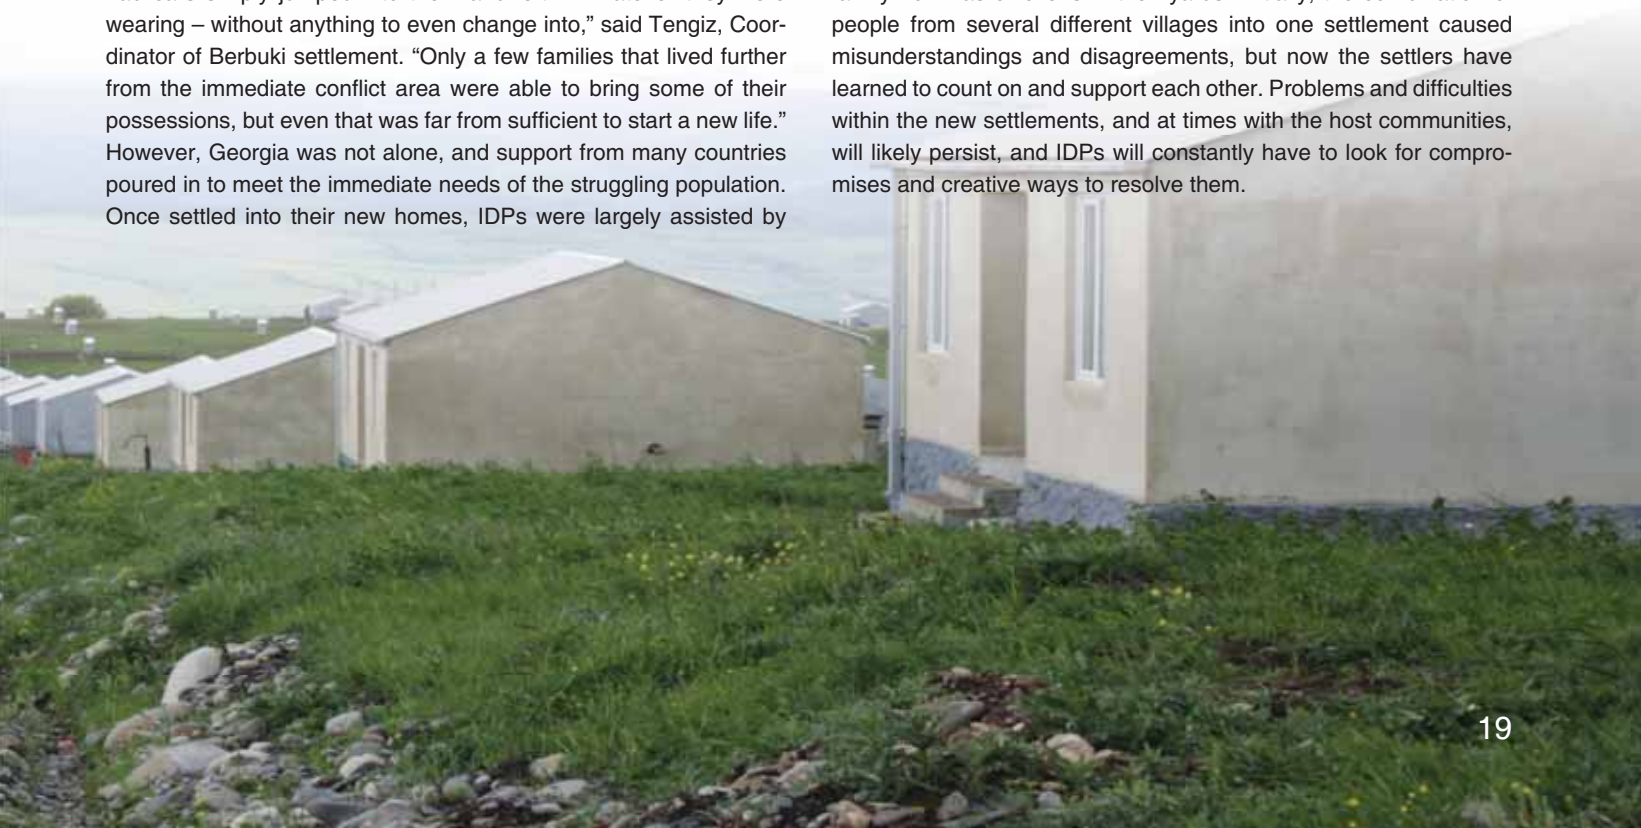 wearing – without anything to even change into,” said Tengiz, Coor-
dinator of Berbuki settlement. “Only a few families that lived further
from the immediate conflict area were able to bring some of their
possessions, but even that was far from sufficient to start a new life.”
However, Georgia was not alone, and support from many countries
poured in to meet the immediate needs of the struggling population.
Once settled into their new homes, IDPs were largely assisted by
people from several different villages into one settlement caused
misunderstandings and disagreements, but now the settlers have
learned to count on and support each other. Problems and difficulties
within the new settlements, and at times with the host communities,
will likely persist, and IDPs will constantly have to look for compro-
mises and creative ways to resolve them.
19